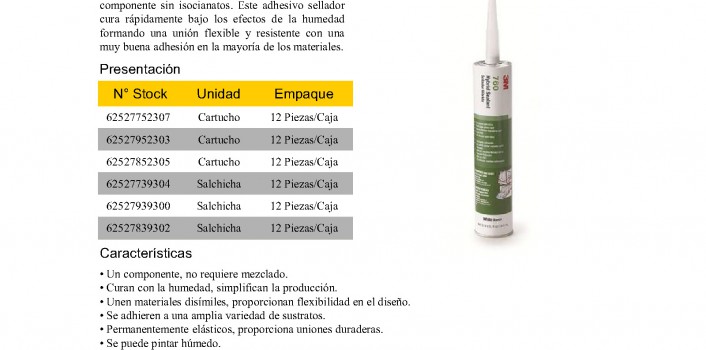 componente sin isocianatos. Este adhesivo sellador
cura rápidamente bajo los efectos de la humedad
formando una unión flexible y resistente con una
muy buena adhesión en la mayoría de los materiales.
Presentación
N° Stock Unidad Empaque
62527752307 Cartucho 12 Piezas/Caja
62527952303 Cartucho 12 Piezas/Caja
62527852305 Cartucho 12 Piezas/Caja
62527739304 Salchicha 12 Piezas/Caja
62527939300 Salchicha 12 Piezas/Caja
62527839302 Salchicha 12 Piezas/Caja
Características
• Un componente, no requiere mezclado.
• Curan con la humedad, simplifican la producción.
• Unen materiales disímiles, proporcionan flexibilidad en el diseño.
• Se adhieren a una amplia variedad de sustratos.
• Permanentemente elásticos, proporciona uniones duraderas.
• Se puede pintar húmedo.
3M
760
Hybrid Sealant